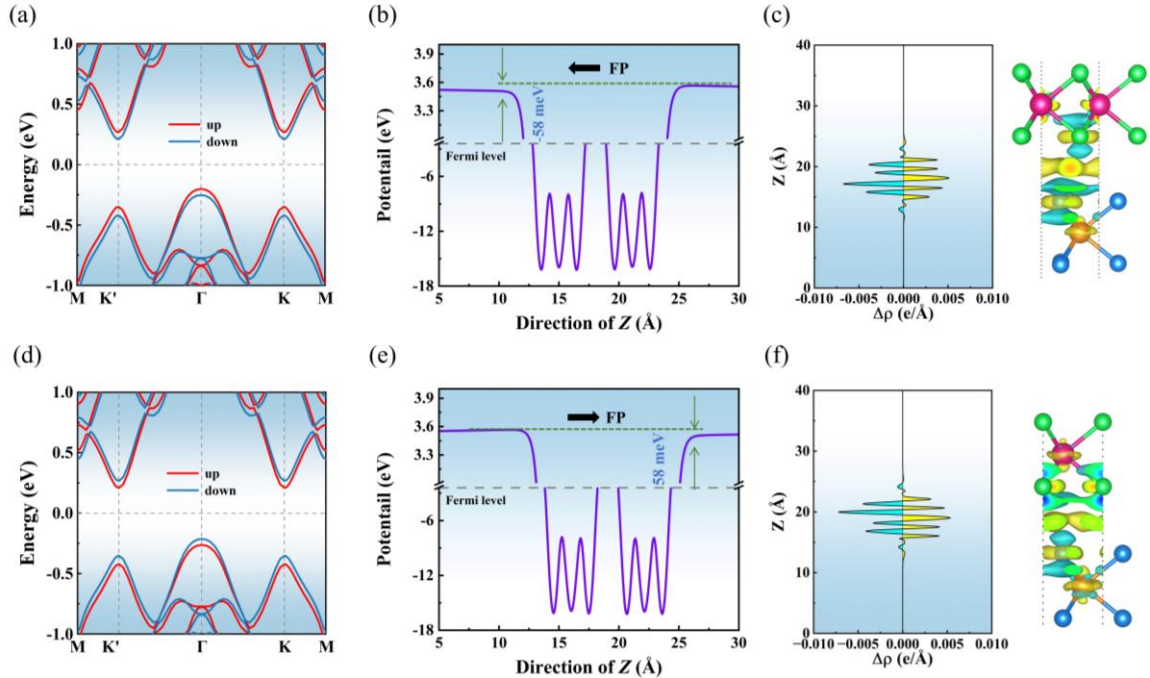 (a)
1.0
0.5
0.0
-0.5
-1.0
Energy (eV)
up
down
M K' Γ K M
(b)
3.9
3.6
3.3
-6
-12
-18
Potentail (eV)
FP
-58 meV
Fermi level
5 10 15 20 25 30
Direction of Z (Å)
(c)
40
30
20
10
0
Z (Å)
-0.010 -0.005 0.000 0.005 0.010
Δρ (e/Å)
(d)
1.0
0.5
0.0
-0.5
-1.0
Energy (eV)
up
down
M K' Γ K M
(e)
3.9
3.6
3.3
-6
-12
-18
Potentail (eV)
FP
58 meV
Fermi level
5 10 15 20 25 30
Direction of Z (Å)
(f)
40
30
20
10
0
Z (Å)
-0.010 -0.005 0.000 0.005 0.010
Δρ (e/Å)